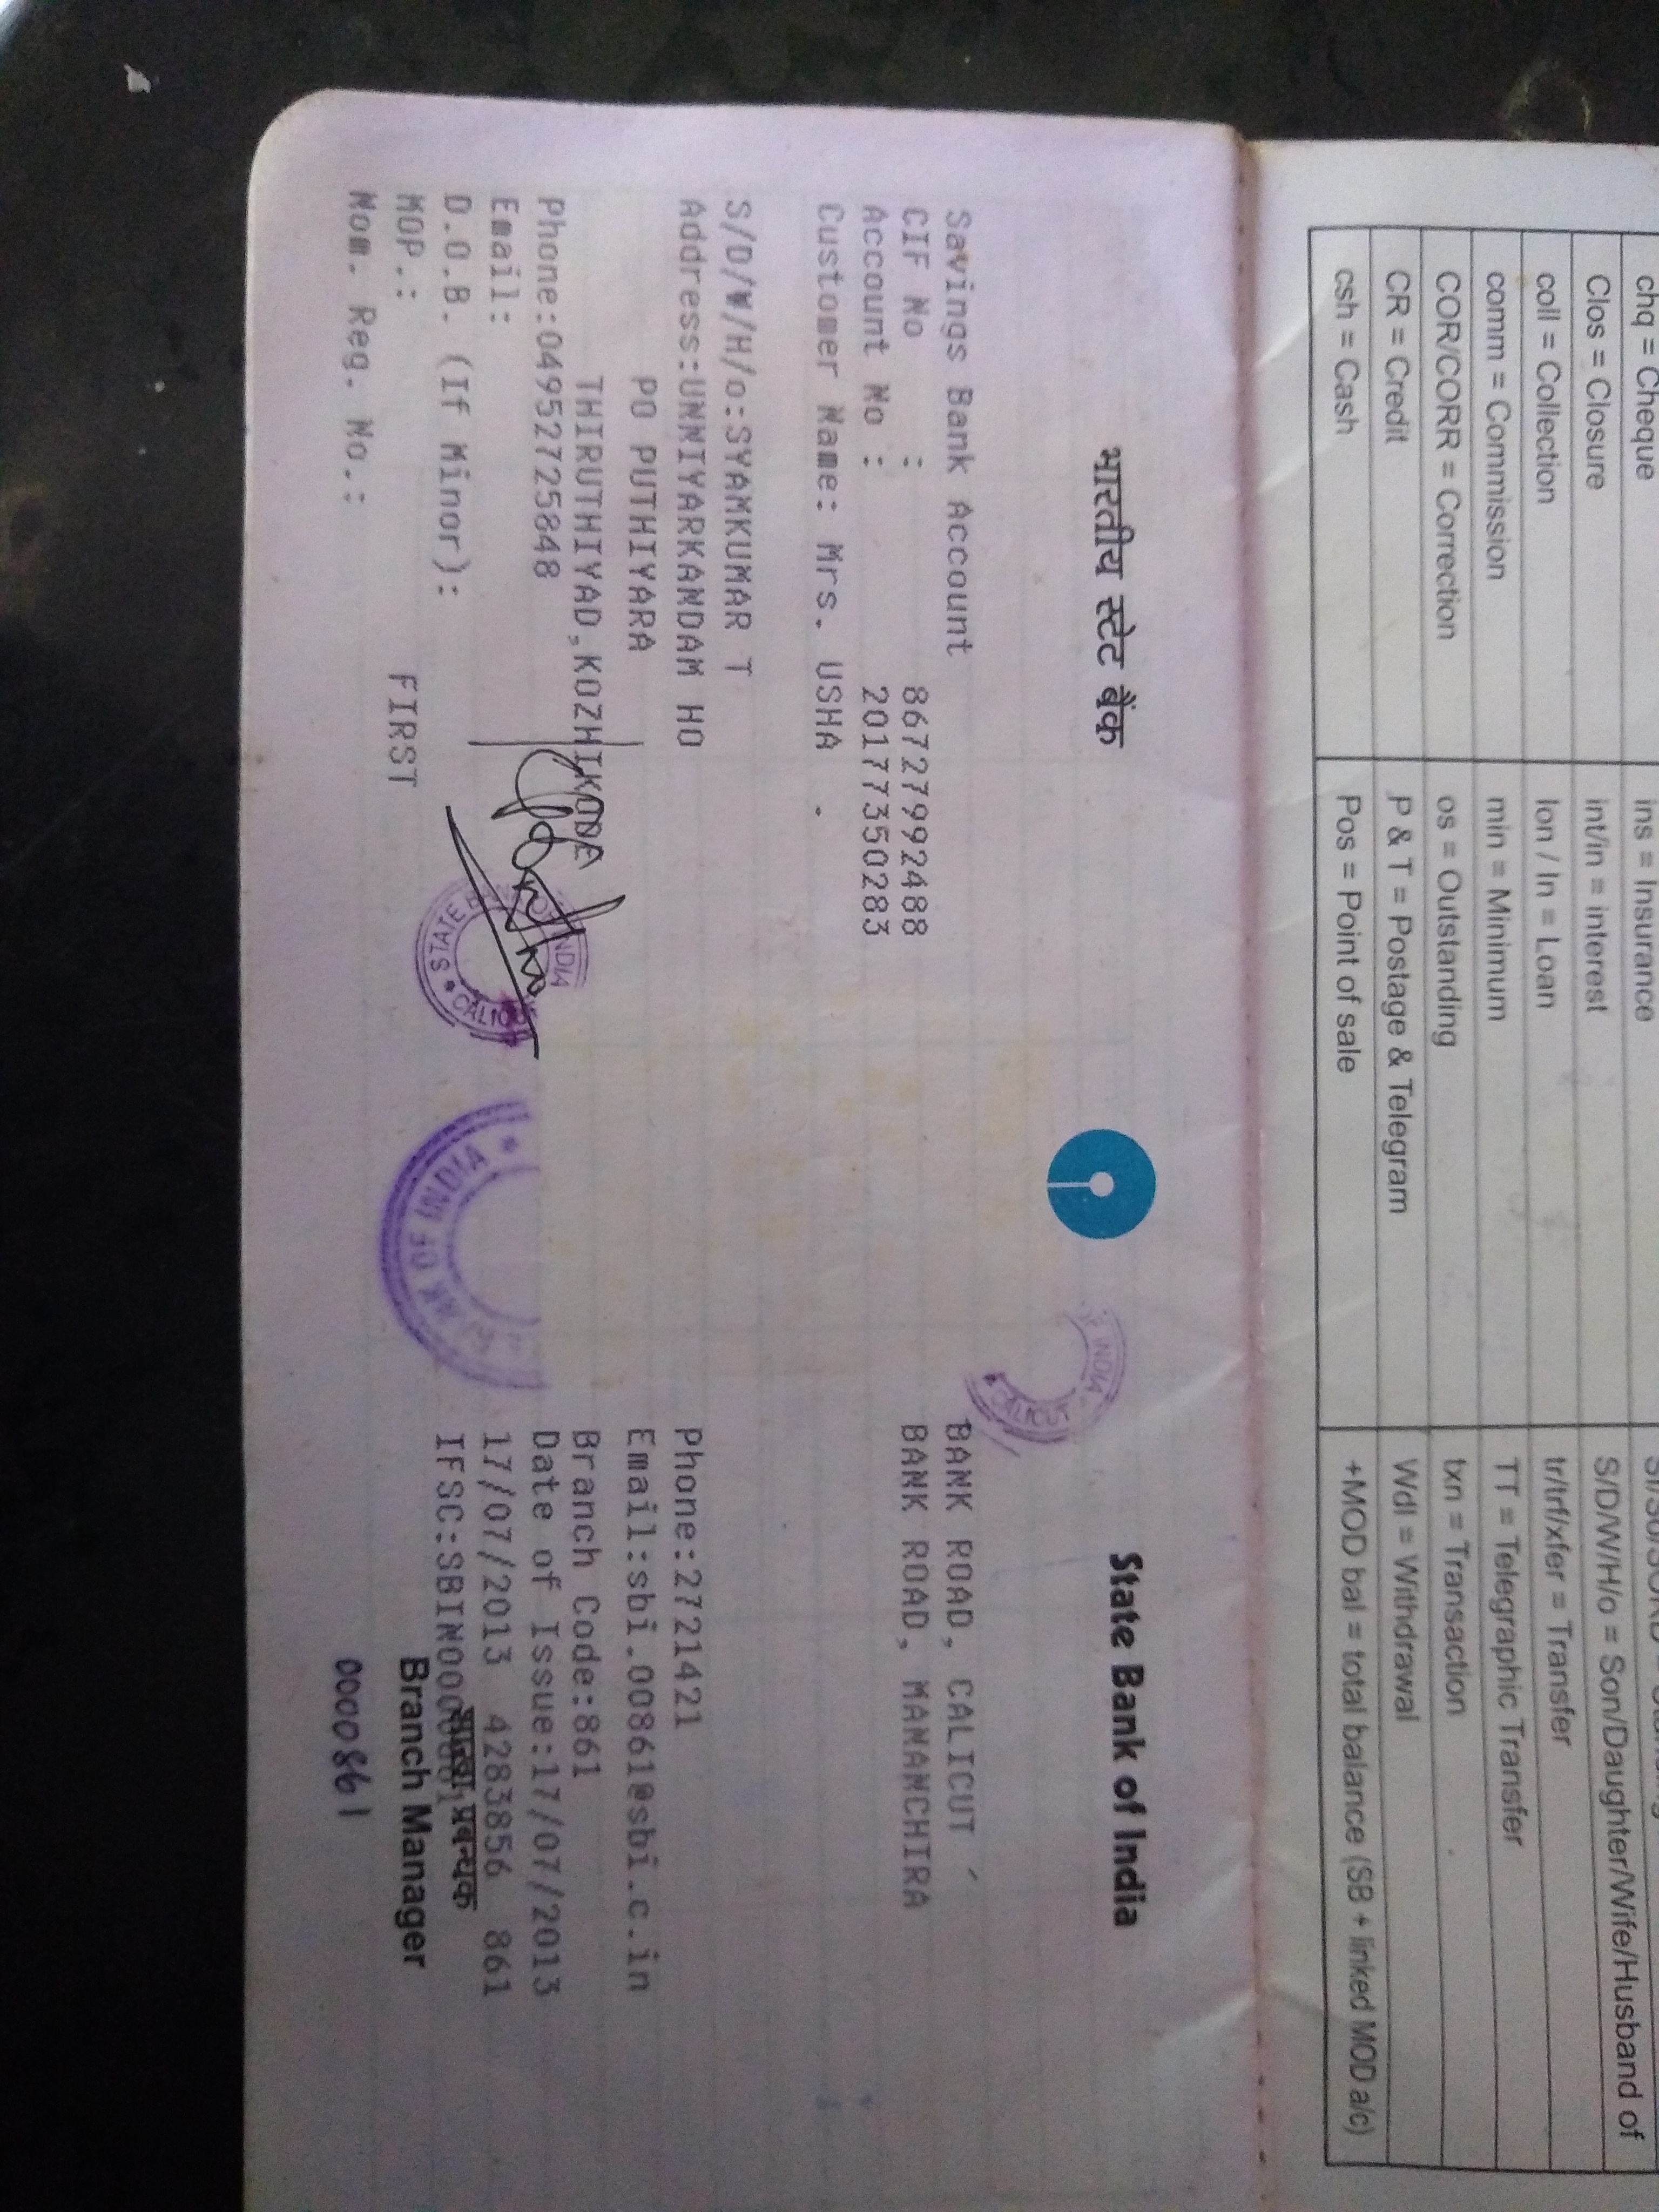 chq = Cheque
ins = Insurance
Clos = Closure
int/in = interest
S/D/W/H/o = Son/Daughter/Wife/Husband of
coll = Collection
lon / ln = Loan
tr/trf/xfer = Transfer
comm = Commission
min = Minimum
TT = Telegraphic Transfer
COR/CORR = Correction
os = Outstanding
txn = Transaction
CR = Credit
P & T = Postage & Telegram
Wdl = Withdrawal
csh = Cash
Pos = Point of sale
+MOD bal = total balance (SB + linked MOD a/c)
भारतीय स्टेट बैंक
State Bank of India
OF INDIA
CALICUT
Savings Bank Account
CIF No : 86727992488
Account No : 20177350283
Customer Name: Mrs. USHA .
S/D/W/H/o:SYAMKUMAR T
Address:UNNIYARKANDAM HO
PO PUTHIYARA
THIRUTHIYAD,KOZHIKODE
Phone:04952725848
Email:
D.O.B. (If Minor):
MOP.: FIRST
Nom. Reg. No.:
BANK ROAD, CALICUT
BANK ROAD, MANANCHIRA
Phone:2721421
Email:sbi.00861@sbi.c.in
Branch Code:861
Date of Issue:17/07/2013
17/07/2013 4283856 861
IFSC:SBIN0000861
शाखा प्रबन्धक
Branch Manager
0000861
STATE INDIA
CALICUT
OF INDIA